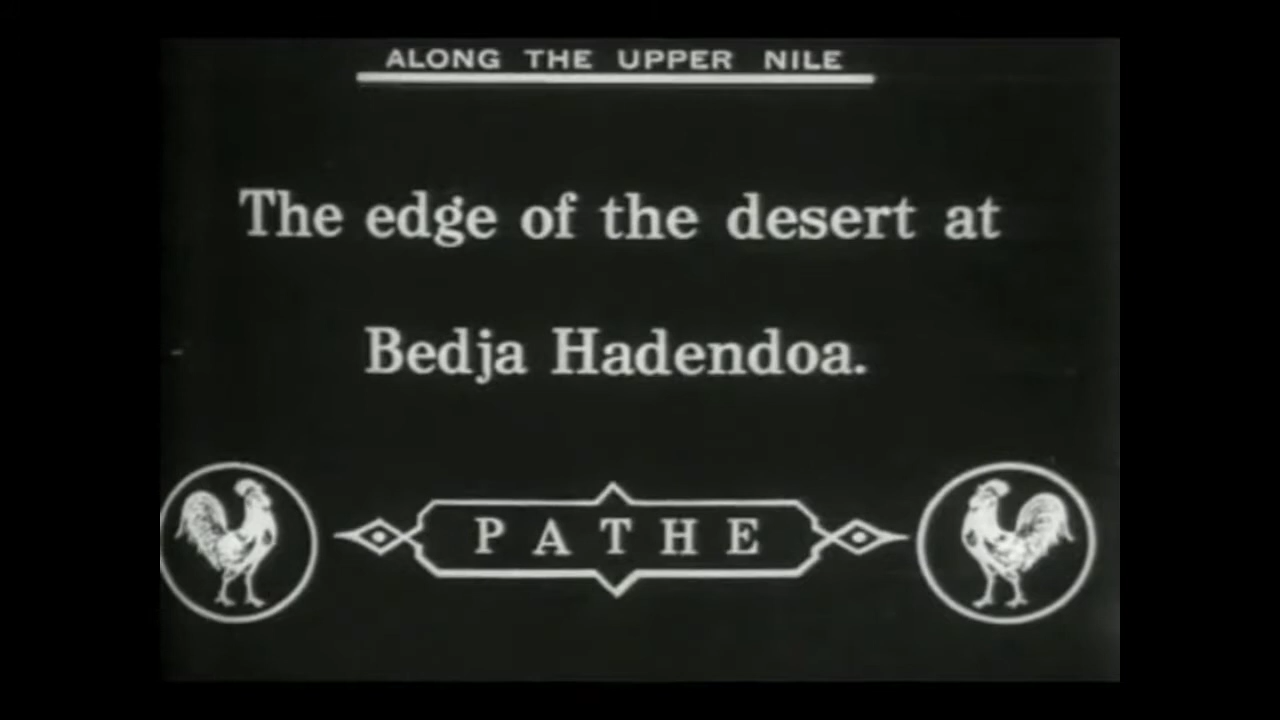 ALONG THE UPPER NILE
The edge of the desert at
Bedja Hadendoa.
PATHE